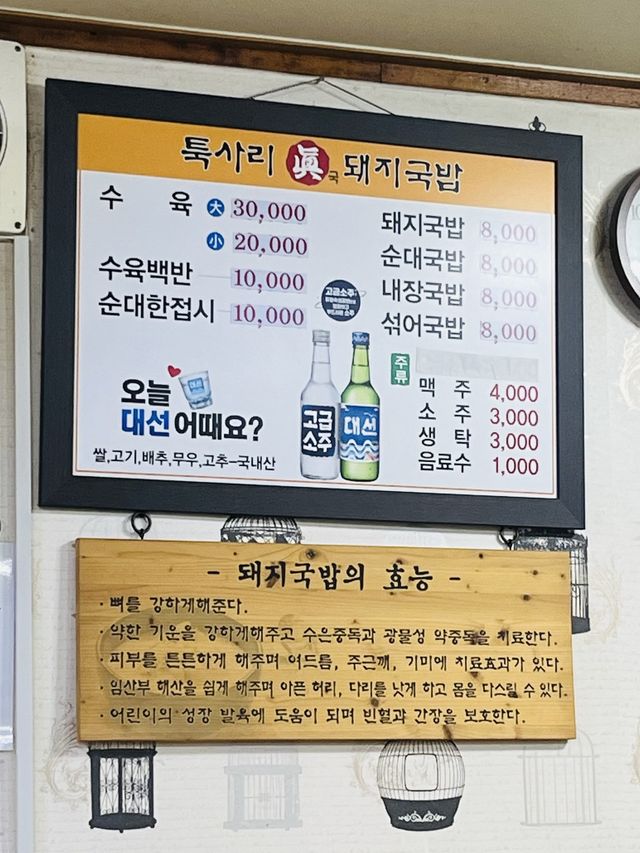 툭사리 眞국 돼지국밥
수 육 大 30,000
小 20,000
수육백반 10,000
순대한접시 10,000
돼지국밥 8,000
순대국밥 8,000
내장국밥 8,000
섞어국밥 8,000
주류
맥 주 4,000
소 주 3,000
생 탁 3,000
음료수 1,000
고급소주
오늘
대선 어때요?
쌀,고기,배추,무우,고추-국내산
고급
소주
대선
- 돼지국밥의 효능 -
· 뼈를 강하게해준다.
· 약한 기운을 강하게해주고 수은중독과 광물성 약중독을 치료한다.
· 피부를 튼튼하게 해주며 여드름, 주근깨, 기미에 치료효과가 있다.
· 임산부 해산을 쉽게 해주며 아픈 허리, 다리를 낫게 하고 몸을 다스릴 수 있다.
· 어린이의 성장 발육에 도움이 되며 빈혈과 간장을 보호한다.